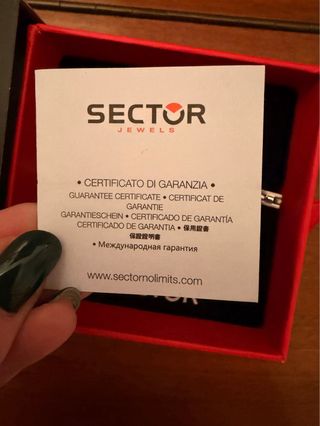 SECTOR
JEWELS
• CERTIFICATO DI GARANZIA •
GUARANTEE CERTIFICATE • CERTIFICAT DE
GARANTIE
GARANTIESCHEIN • CERTIFICADO DE GARANTÍA
CERTIFICADO DE GARANTIA • 保用證書
保證證明書
• Международная гарантия
www.sectornolimits.com